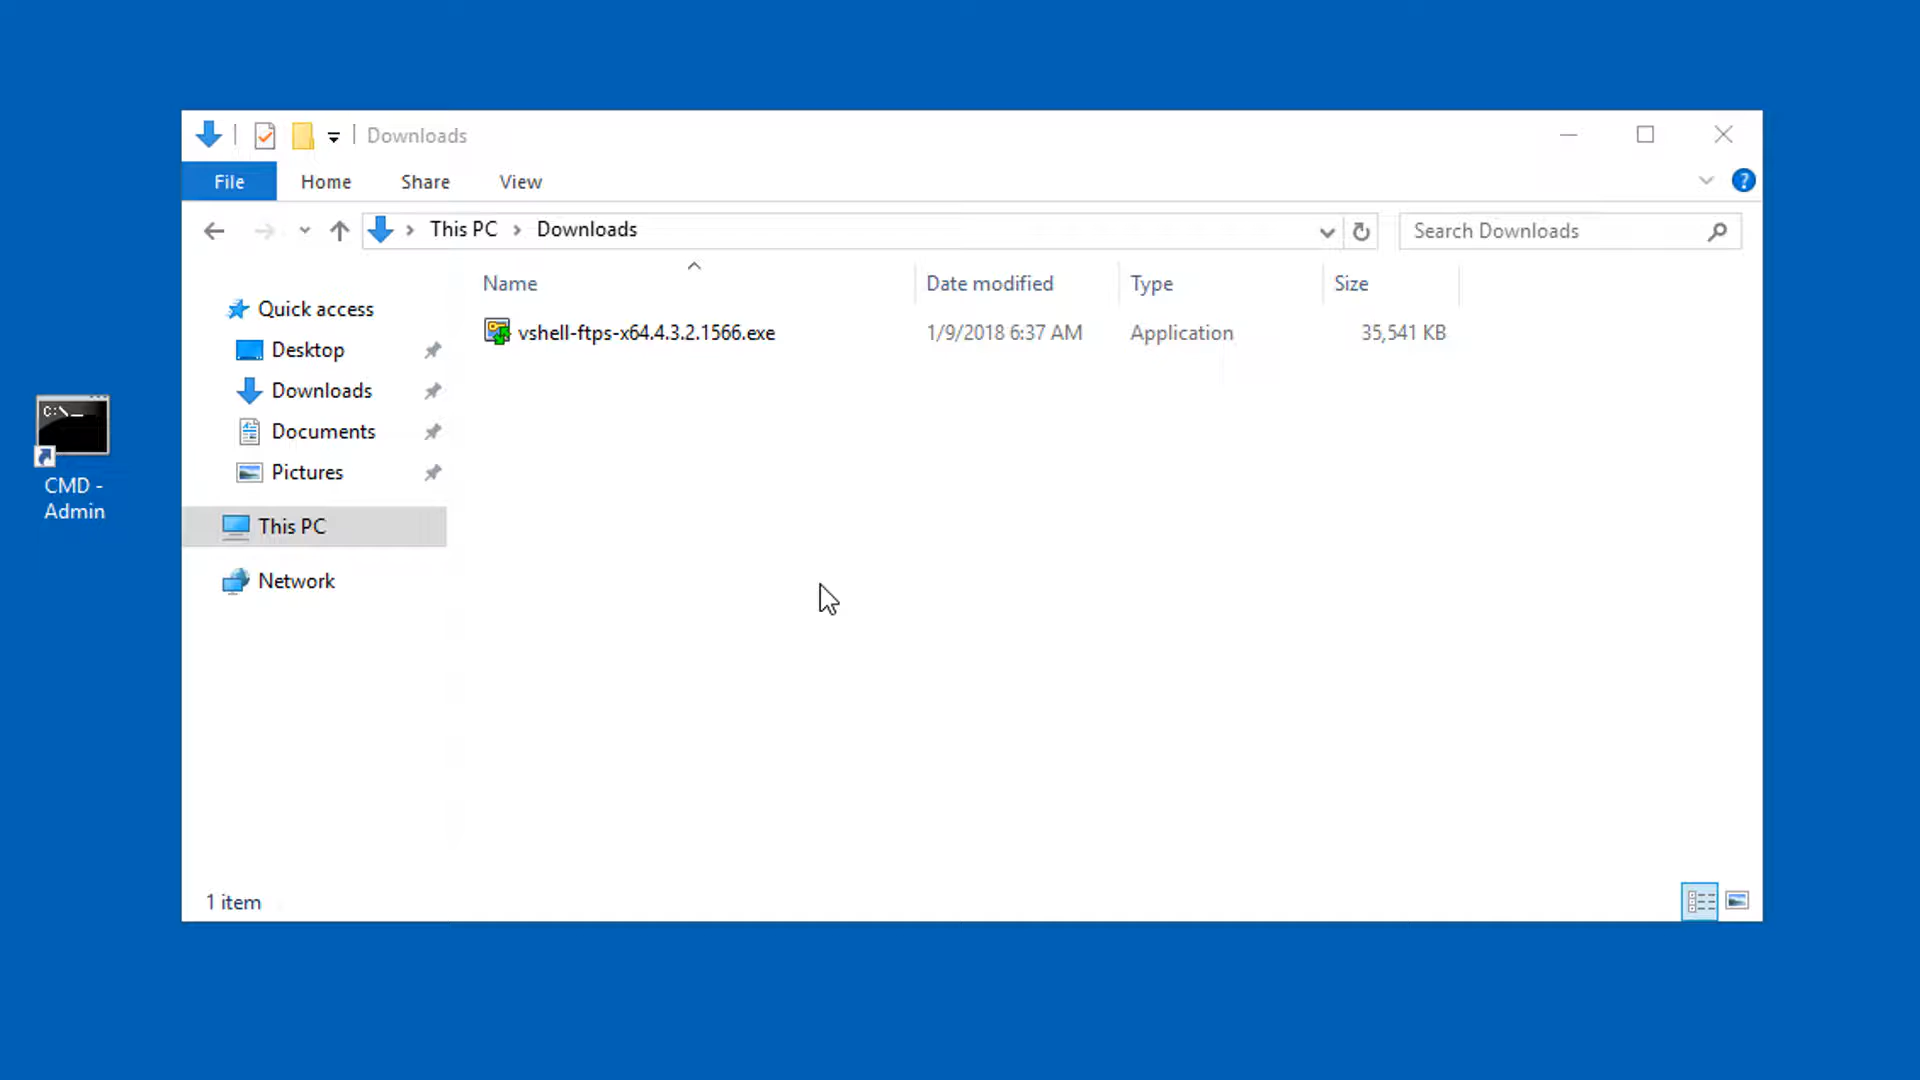 Downloads
File Home Share View
This PC Downloads
Search Downloads
Name Date modified Type Size
vshell-ftps-x64.4.3.2.1566.exe 1/9/2018 6:37 AM Application 35,541 KB
Quick access
Desktop
Downloads
Documents
Pictures
This PC
Network
1 item
C:\_
CMD -
Admin